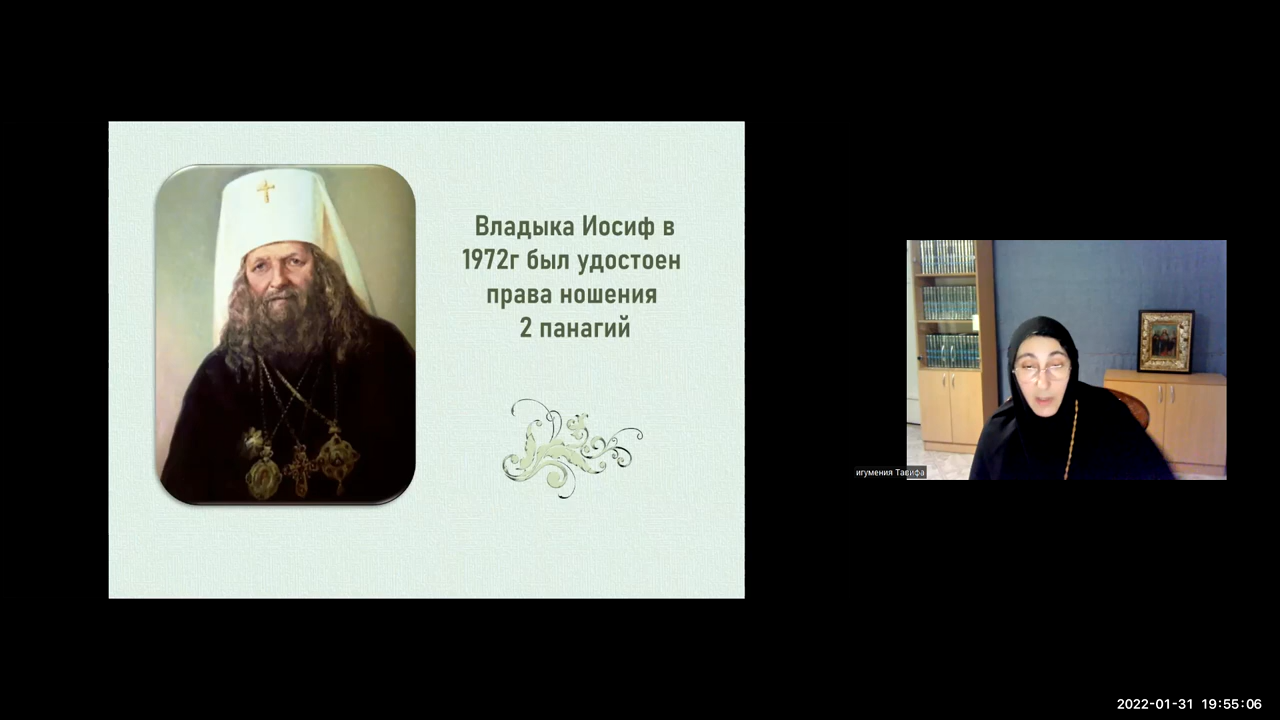 Владыка Иосиф в
1972г был удостоен
права ношения
2 панагий
игумения Тавифа
2022-01-31 19:55:06